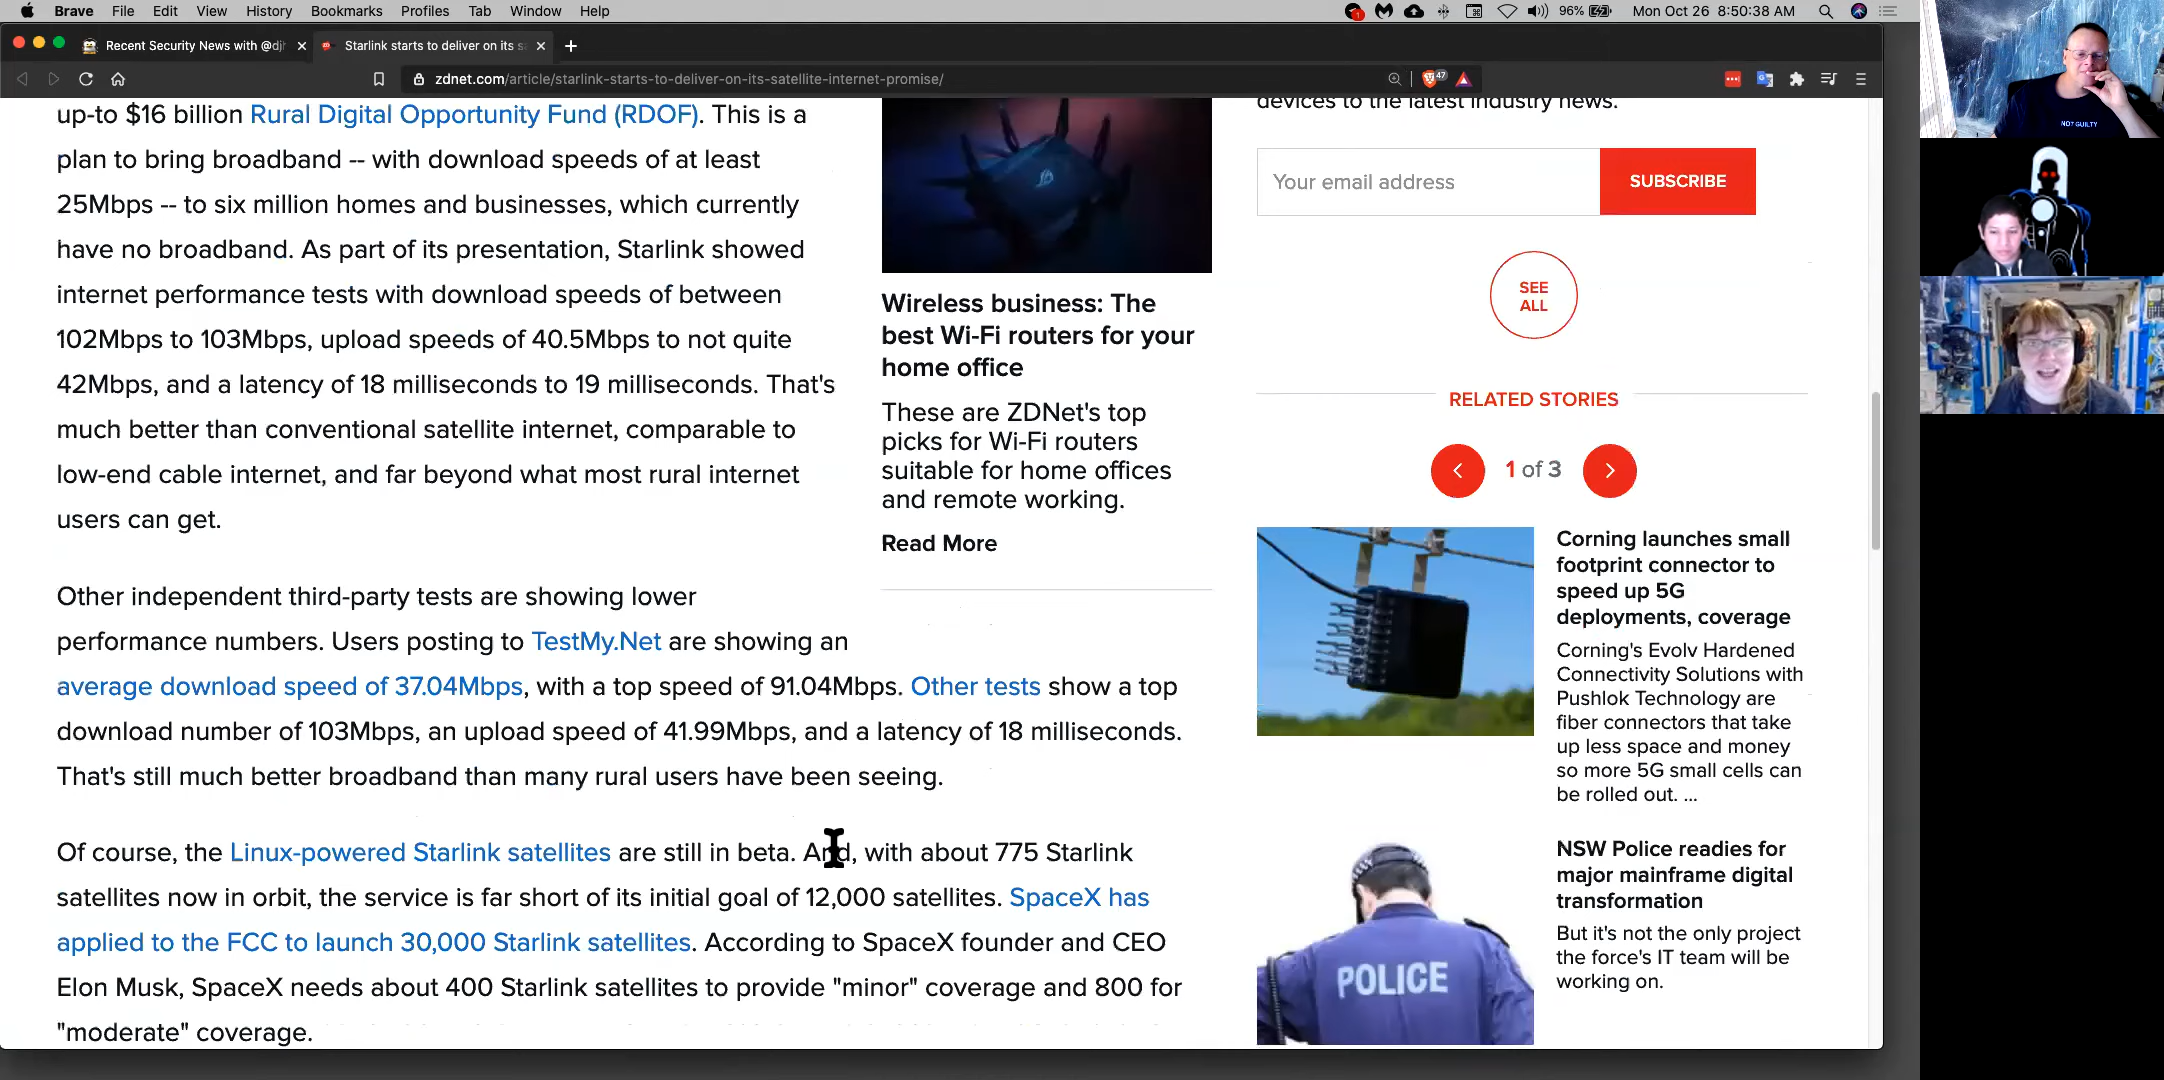 Brave File Edit View History Bookmarks Profiles Tab Window Help
96% Mon Oct 26 8:50:38 AM
Recent Security News with @djh
Starlink starts to deliver on its s
zdnet.com/article/starlink-starts-to-deliver-on-its-satellite-internet-promise/
47
up-to $16 billion Rural Digital Opportunity Fund (RDOF). This is a
plan to bring broadband -- with download speeds of at least
25Mbps -- to six million homes and businesses, which currently
have no broadband. As part of its presentation, Starlink showed
internet performance tests with download speeds of between
102Mbps to 103Mbps, upload speeds of 40.5Mbps to not quite
42Mbps, and a latency of 18 milliseconds to 19 milliseconds. That's
much better than conventional satellite internet, comparable to
low-end cable internet, and far beyond what most rural internet
users can get.
Other independent third-party tests are showing lower
performance numbers. Users posting to TestMy.Net are showing an
average download speed of 37.04Mbps, with a top speed of 91.04Mbps. Other tests show a top
download number of 103Mbps, an upload speed of 41.99Mbps, and a latency of 18 milliseconds.
That's still much better broadband than many rural users have been seeing.
Of course, the Linux-powered Starlink satellites are still in beta. And, with about 775 Starlink
satellites now in orbit, the service is far short of its initial goal of 12,000 satellites. SpaceX has
applied to the FCC to launch 30,000 Starlink satellites. According to SpaceX founder and CEO
Elon Musk, SpaceX needs about 400 Starlink satellites to provide "minor" coverage and 800 for
"moderate" coverage.
Wireless business: The
best Wi-Fi routers for your
home office
These are ZDNet's top
picks for Wi-Fi routers
suitable for home offices
and remote working.
Read More
devices to the latest industry news.
Your email address
SUBSCRIBE
SEE
ALL
RELATED STORIES
1 of 3
Corning launches small
footprint connector to
speed up 5G
deployments, coverage
Corning's Evolv Hardened
Connectivity Solutions with
Pushlok Technology are
fiber connectors that take
up less space and money
so more 5G small cells can
be rolled out. ...
POLICE
NSW Police readies for
major mainframe digital
transformation
But it's not the only project
the force's IT team will be
working on.
NOT GUILTY